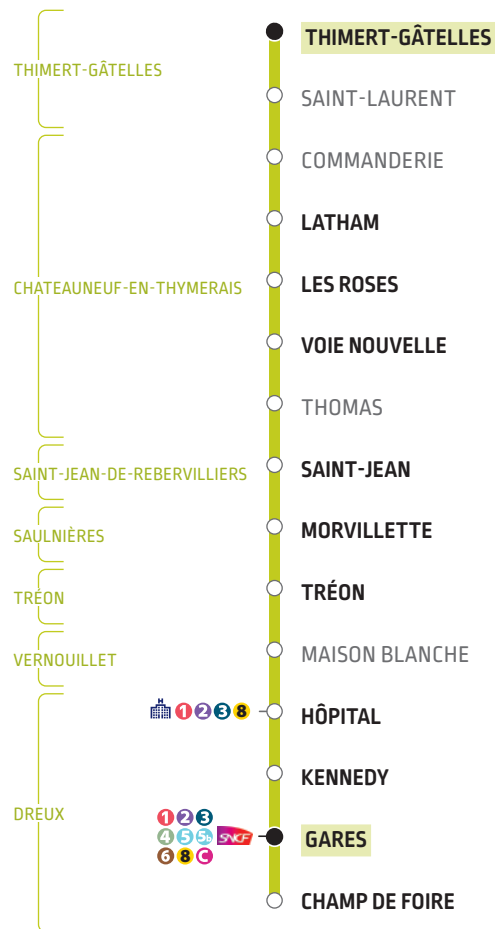 THIMERT-GÂTELLES
THIMERT-GÂTELLES
SAINT-LAURENT
COMMANDERIE
LATHAM
CHATEAUNEUF-EN-THYMERAIS
LES ROSES
VOIE NOUVELLE
THOMAS
SAINT-JEAN-DE-REBERVILLIERS
SAINT-JEAN
SAULNIÈRES
MORVILLETTE
TRÉON
TRÉON
VERNOUILLET
MAISON BLANCHE
H
1 2 3 8
HÔPITAL
KENNEDY
DREUX
1 2 3
4 5 5b SNCF
6 8 C
GARES
CHAMP DE FOIRE